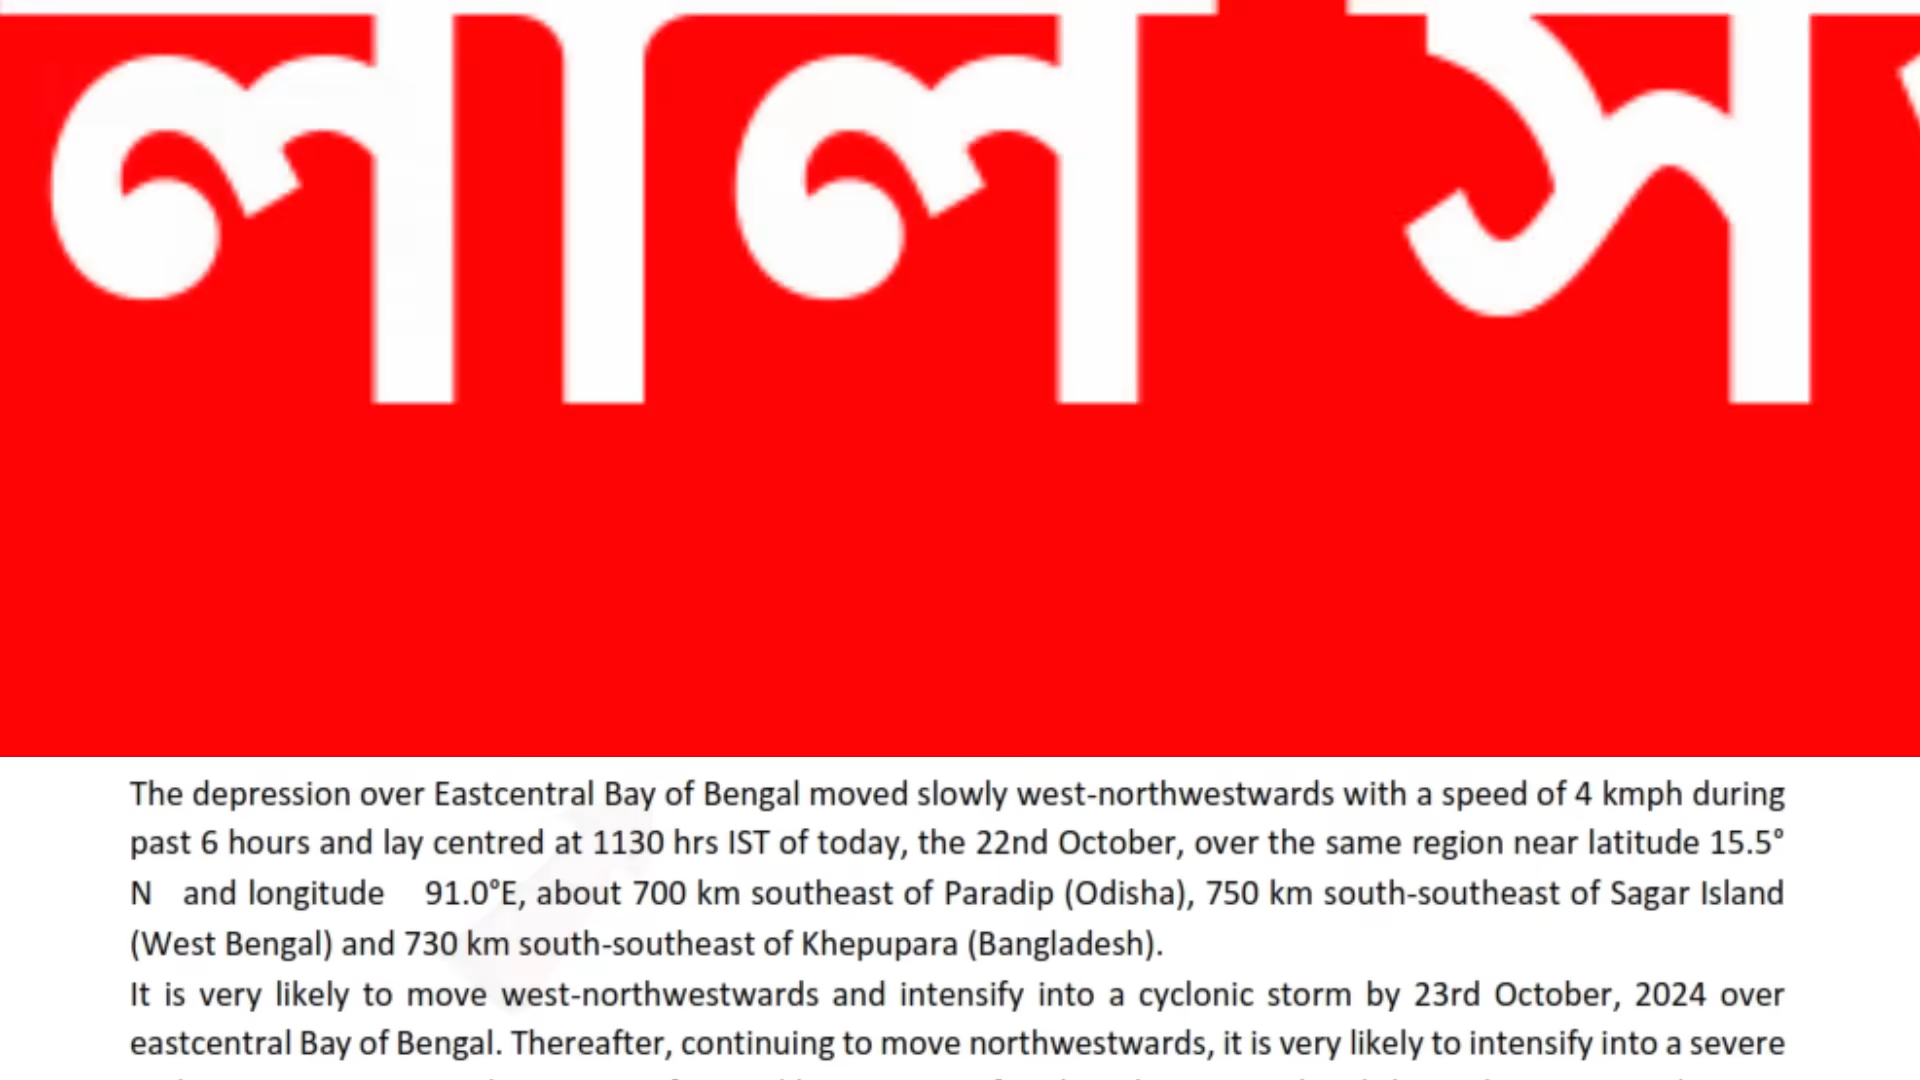 লাল স
The depression over Eastcentral Bay of Bengal moved slowly west-northwestwards with a speed of 4 kmph during
past 6 hours and lay centred at 1130 hrs IST of today, the 22nd October, over the same region near latitude 15.5°
N and longitude 91.0°E, about 700 km southeast of Paradip (Odisha), 750 km south-southeast of Sagar Island
(West Bengal) and 730 km south-southeast of Khepupara (Bangladesh).
It is very likely to move west-northwestwards and intensify into a cyclonic storm by 23rd October, 2024 over
eastcentral Bay of Bengal. Thereafter, continuing to move northwestwards, it is very likely to intensify into a severe